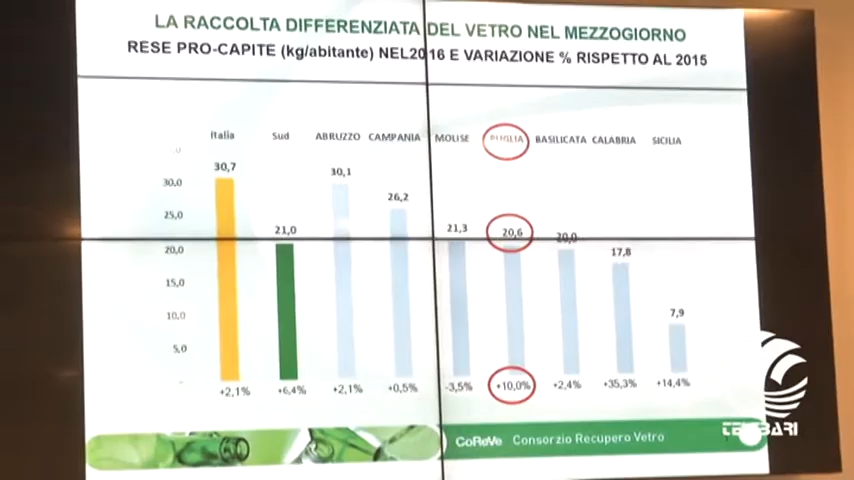 LA RACCOLTA DIFFERENZIATA DEL VETRO NEL MEZZOGIORNO
RESE PRO-CAPITE (kg/abitante) NEL2016 E VARIAZIONE % RISPETTO AL 2015
Italia Sud ABRUZZO CAMPANIA MOLISE PUGLIA BASILICATA CALABRIA SICILIA
30,7 21,0 30,1 26,2 21,3 20,6 20,0 17,8 7,9
30,0
25,0
20,0
15,0
10,0
5,0
+2,1% +6,4% +2,1% +0,5% -3,5% +10,0% +2,4% +35,3% +14,4%
CoReVe Consorzio Recupero Vetro
TELEBARI